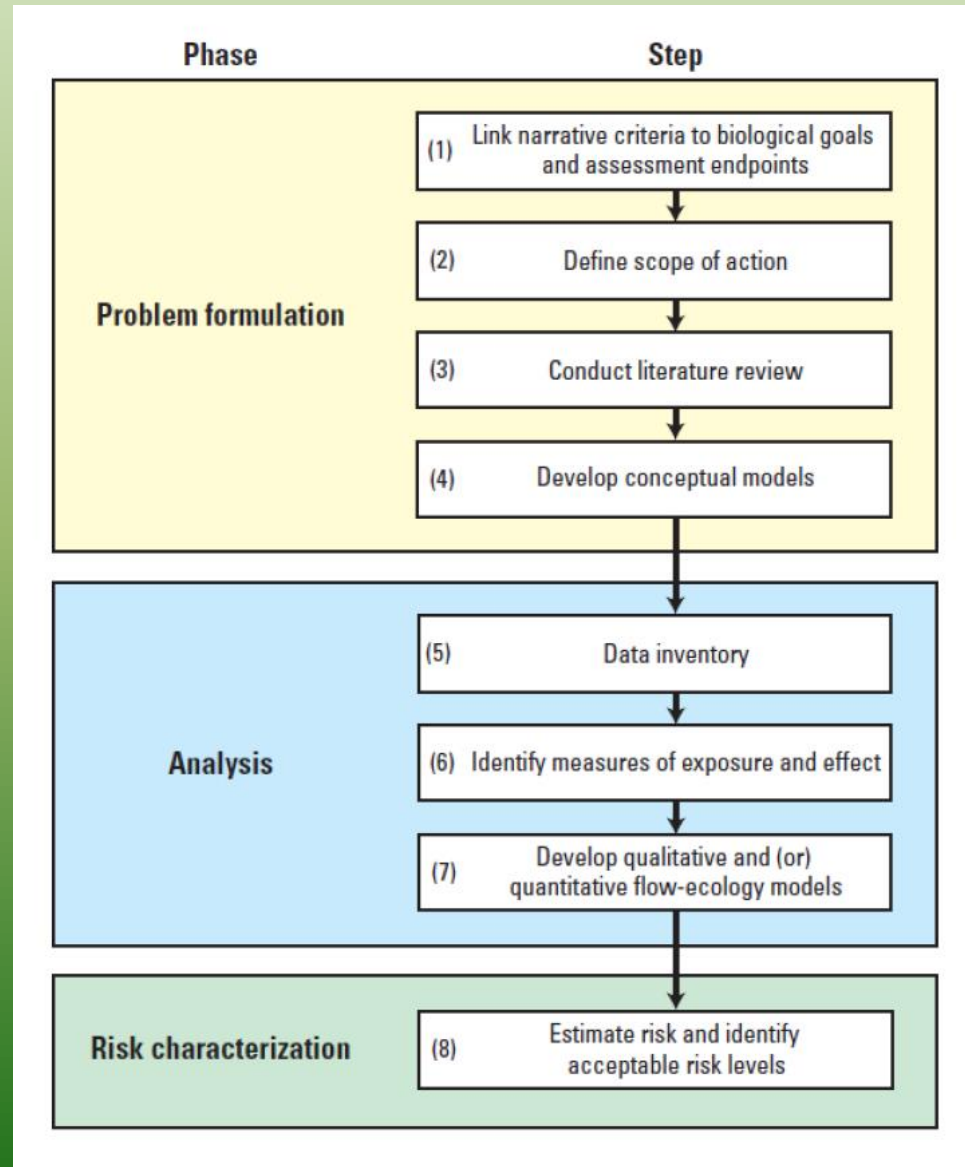 Phase
Step
Problem formulation
(1) Link narrative criteria to biological goals
and assessment endpoints
(2) Define scope of action
(3) Conduct literature review
(4) Develop conceptual models
Analysis
(5) Data inventory
(6) Identify measures of exposure and effect
(7) Develop qualitative and (or)
quantitative flow-ecology models
Risk characterization
(8) Estimate risk and identify
acceptable risk levels